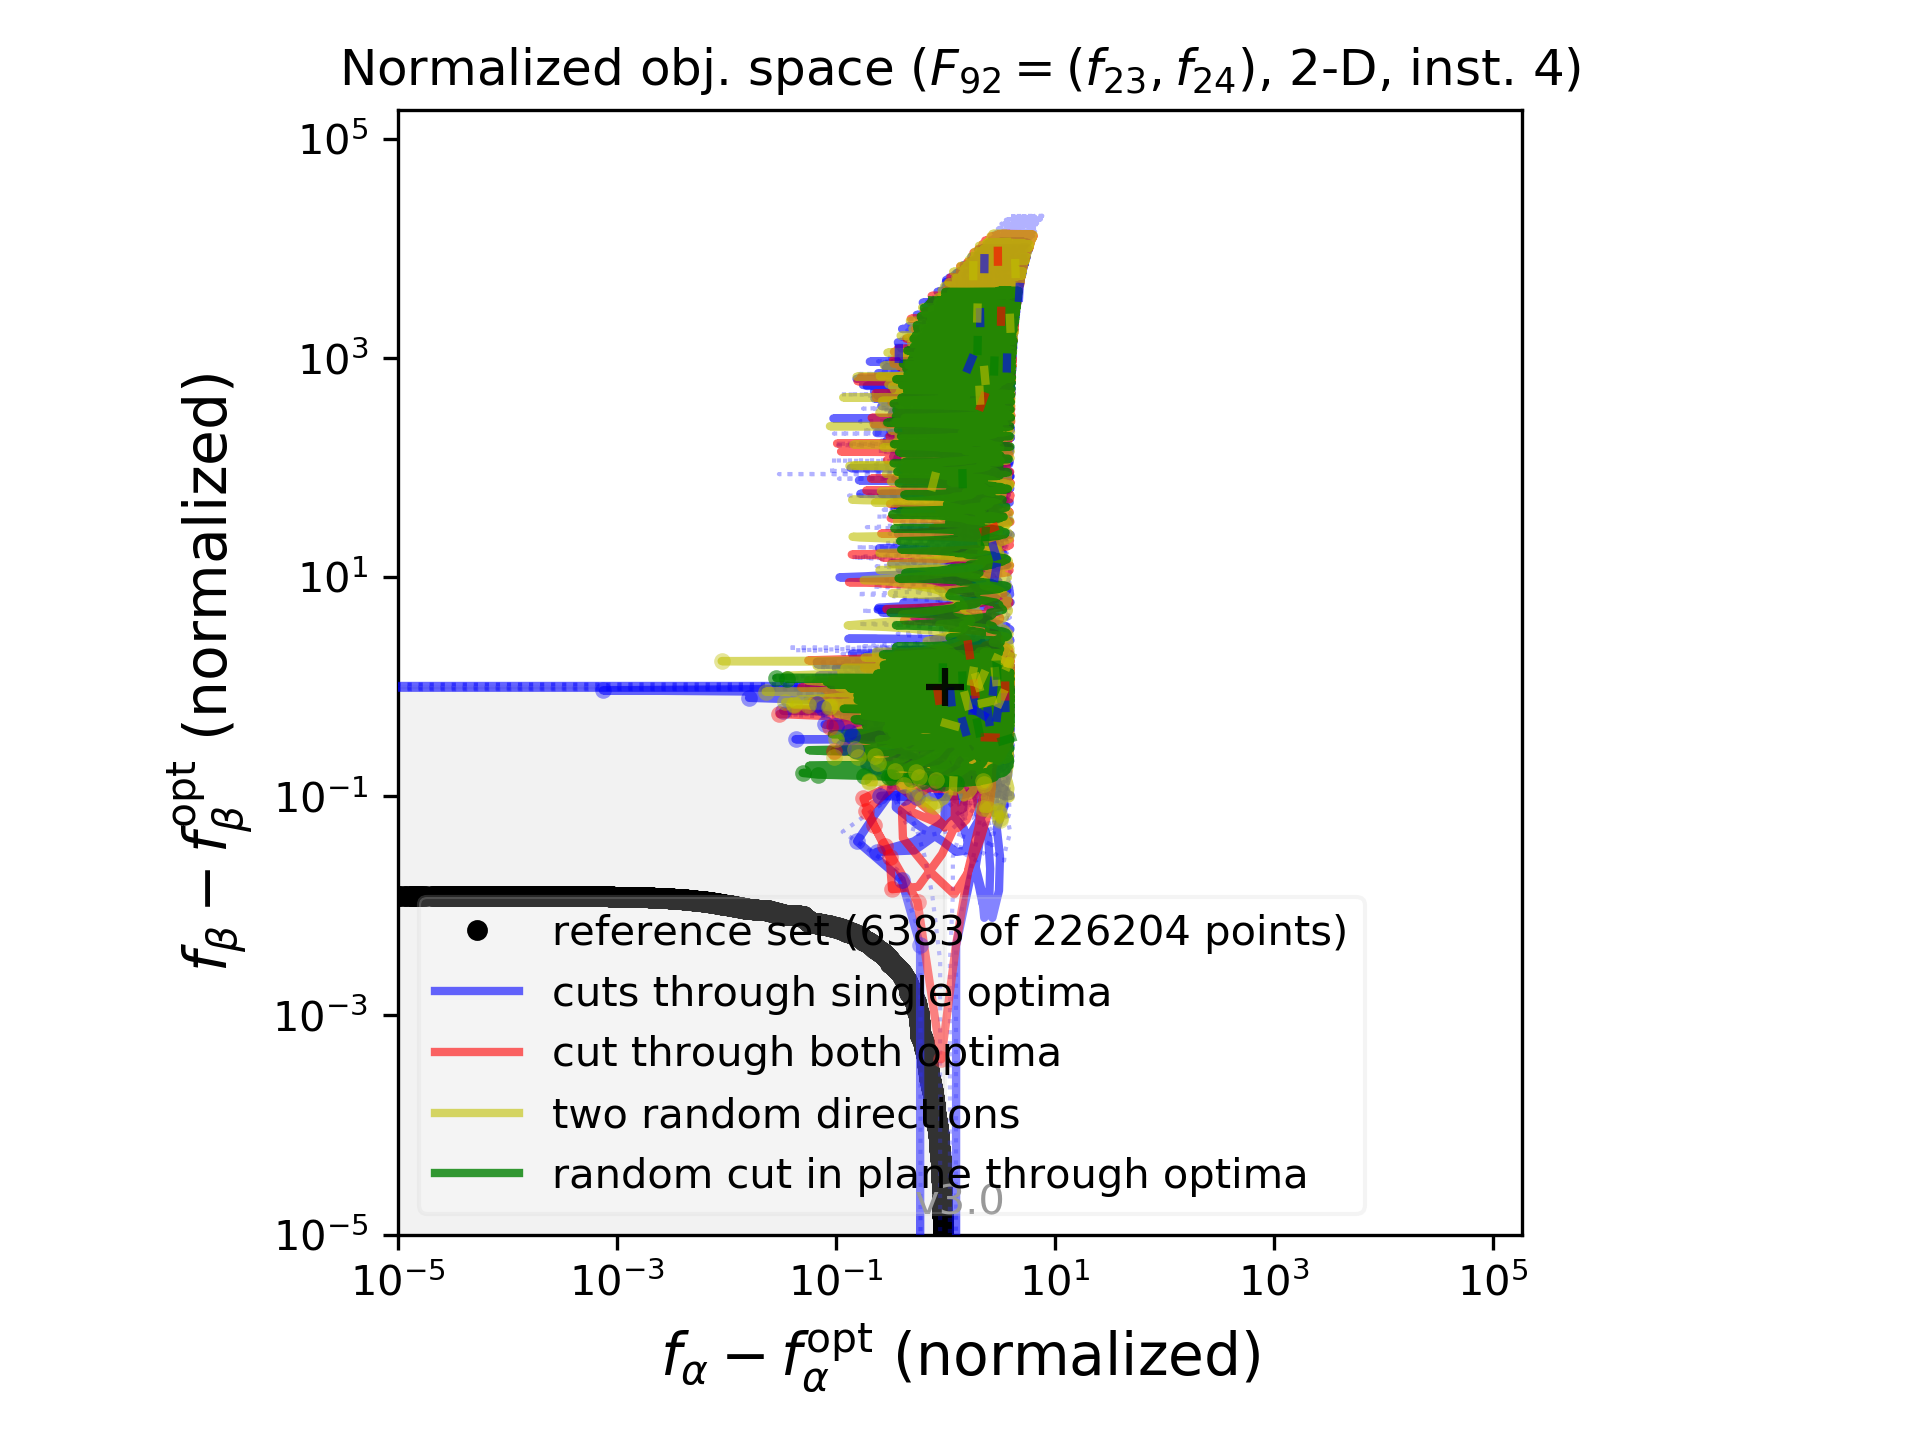 Normalized obj. space (F₉₂ = (f₂₃, f₂₄), 2-D, inst. 4)
10⁵
10³
10¹
10⁻¹
10⁻³
10⁻⁵
f_β − f_β^opt (normalized)
reference set (6383 of 226204 points)
cuts through single optima
cut through both optima
two random directions
random cut in plane through optima
v3.0
10⁻⁵ 10⁻³ 10⁻¹ 10¹ 10³ 10⁵
f_α − f_α^opt (normalized)